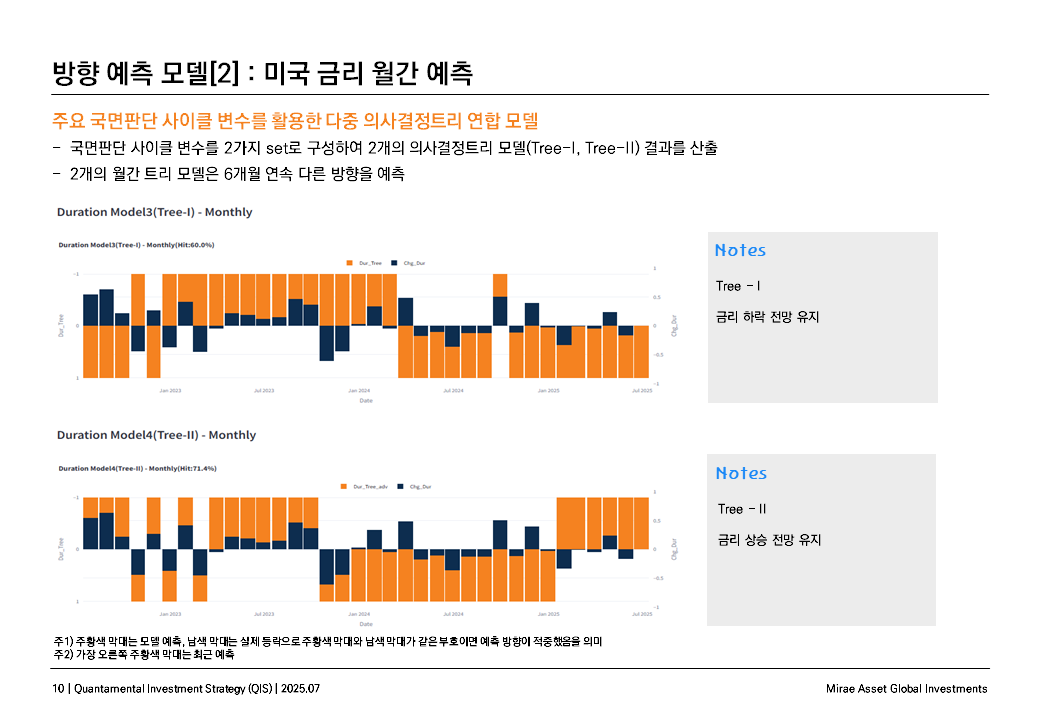 방향 예측 모델[2] : 미국 금리 월간 예측
주요 국면판단 사이클 변수를 활용한 다중 의사결정트리 연합 모델
- 국면판단 사이클 변수를 2가지 set로 구성하여 2개의 의사결정트리 모델(Tree-I, Tree-II) 결과를 산출
- 2개의 월간 트리 모델은 6개월 연속 다른 방향을 예측
Duration Model3(Tree-I) - Monthly
Duration Model3(Tree-I) - Monthly(Hit:60.0%)
Dur_Tree Chg_Dur
-1
0
1
Dur_Tree
1
0.5
0
-0.5
-1
Chg_Dur
Jan 2023 Jul 2023 Jan 2024 Jul 2024 Jan 2025 Jul 2025
Date
Notes
Tree - I
금리 하락 전망 유지
Duration Model4(Tree-II) - Monthly
Duration Model4(Tree-II) - Monthly(Hit:71.4%)
Dur_Tree_adv Chg_Dur
-1
0
1
Dur_Tree
1
0.5
0
-0.5
-1
Chg_Dur
Jan 2023 Jul 2023 Jan 2024 Jul 2024 Jan 2025 Jul 2025
Date
Notes
Tree - II
금리 상승 전망 유지
주1) 주황색 막대는 모델 예측, 남색 막대는 실제 등락으로 주황색 막대와 남색 막대가 같은 부호이면 예측 방향이 적중했음을 의미
주2) 가장 오른쪽 주황색 막대는 최근 예측
10 | Quantamental Investment Strategy (QIS) | 2025.07
Mirae Asset Global Investments